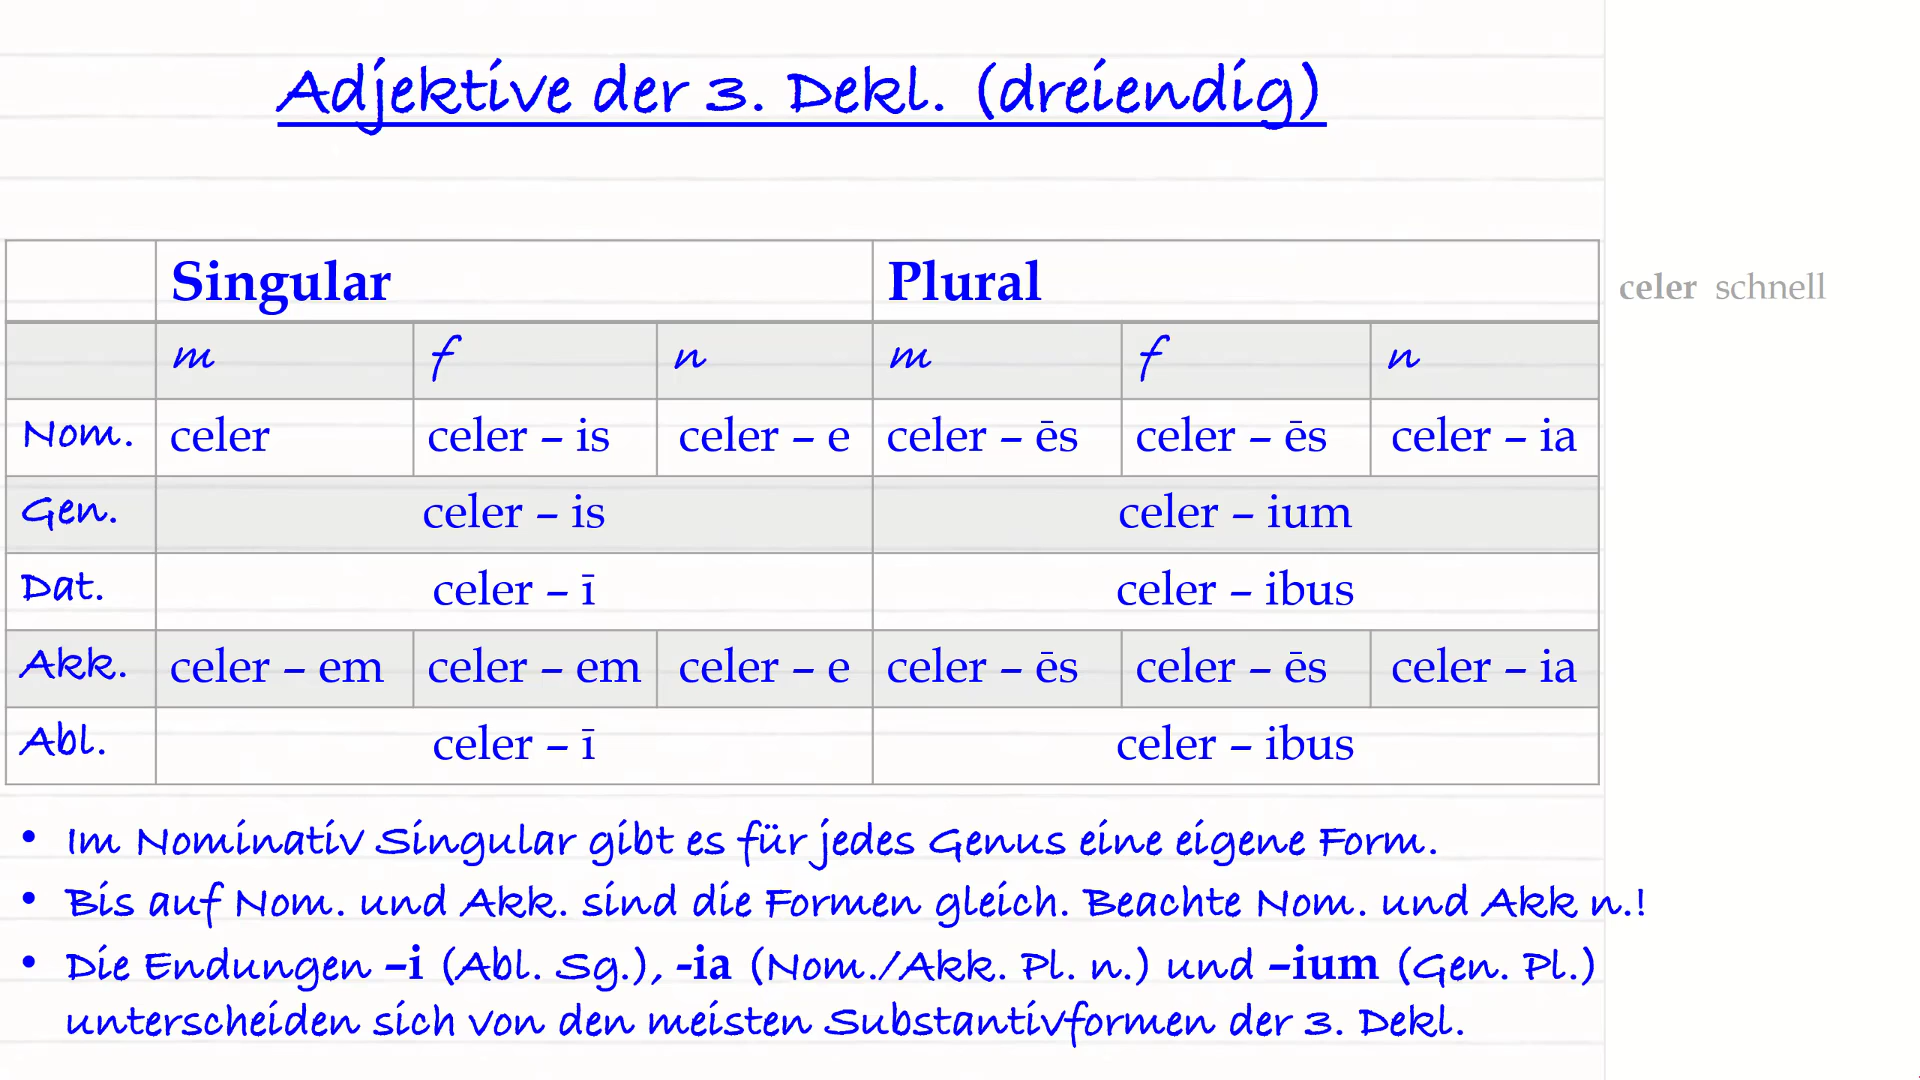 Adjektive der 3. Dekl. (dreiendig)
Singular Plural
celer schnell
m f n m f n
Nom. celer celer – is celer – e celer – ēs celer – ēs celer – ia
Gen. celer – is celer – ium
Dat. celer – ī celer – ibus
Akk. celer – em celer – em celer – e celer – ēs celer – ēs celer – ia
Abl. celer – ī celer – ibus
• Im Nominativ Singular gibt es für jedes Genus eine eigene Form.
• Bis auf Nom. und Akk. sind die Formen gleich. Beachte Nom. und Akk n.!
• Die Endungen –i (Abl. Sg.), -ia (Nom./Akk. Pl. n.) und –ium (Gen. Pl.)
unterscheiden sich von den meisten Substantivformen der 3. Dekl.